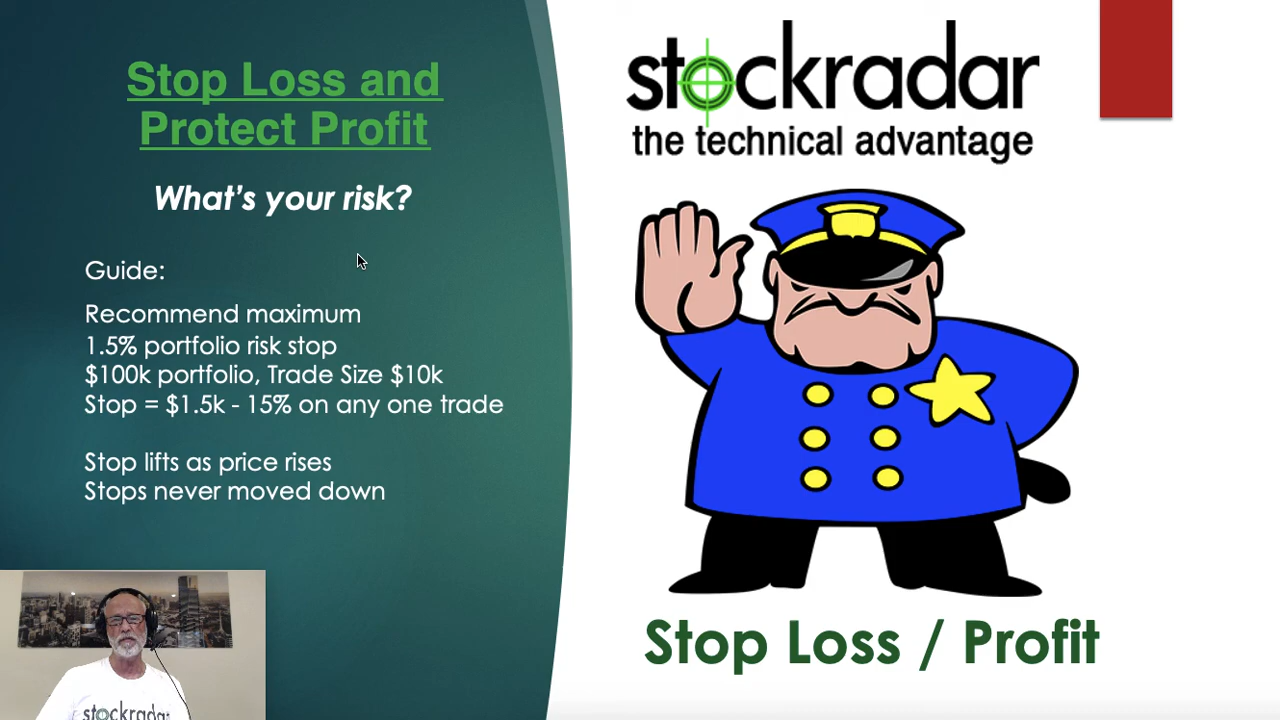 Stop Loss and
Protect Profit
What's your risk?
Guide:
Recommend maximum
1.5% portfolio risk stop
$100k portfolio, Trade Size $10k
Stop = $1.5k - 15% on any one trade
Stop lifts as price rises
Stops never moved down
stockradar
the technical advantage
Stop Loss / Profit
stockradar